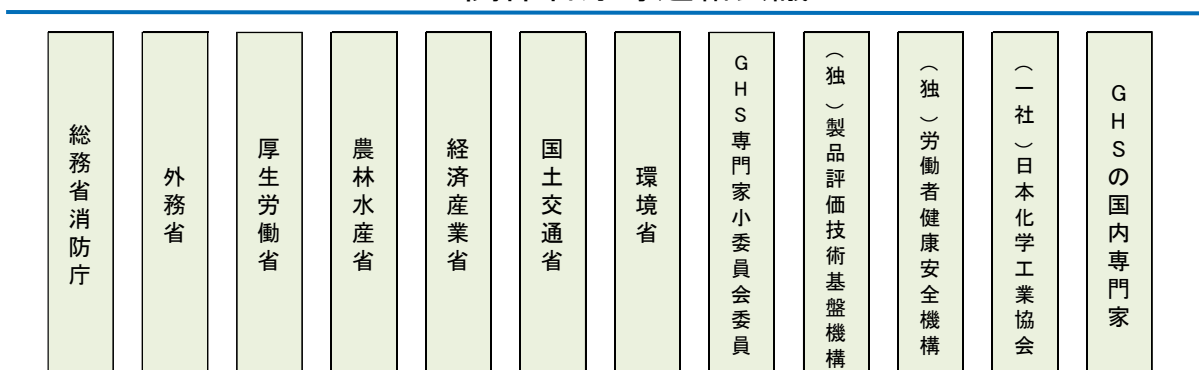 総務省消防庁
外務省
厚生労働省
農林水産省
経済産業省
国土交通省
環境省
GHS専門家小委員会委員
（独）製品評価技術基盤機構
（独）労働者健康安全機構
（一社）日本化学工業協会
GHSの国内専門家